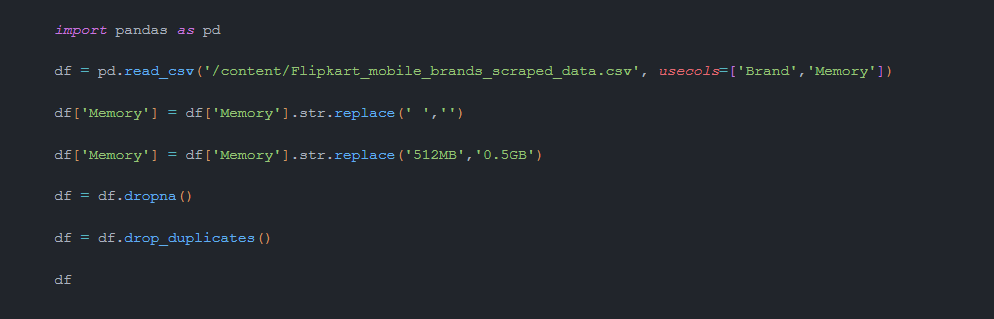 import pandas as pd
df = pd.read_csv('/content/Flipkart_mobile_brands_scraped_data.csv', usecols=['Brand','Memory'])
df['Memory'] = df['Memory'].str.replace(' ','')
df['Memory'] = df['Memory'].str.replace('512MB','0.5GB')
df = df.dropna()
df = df.drop_duplicates()
df